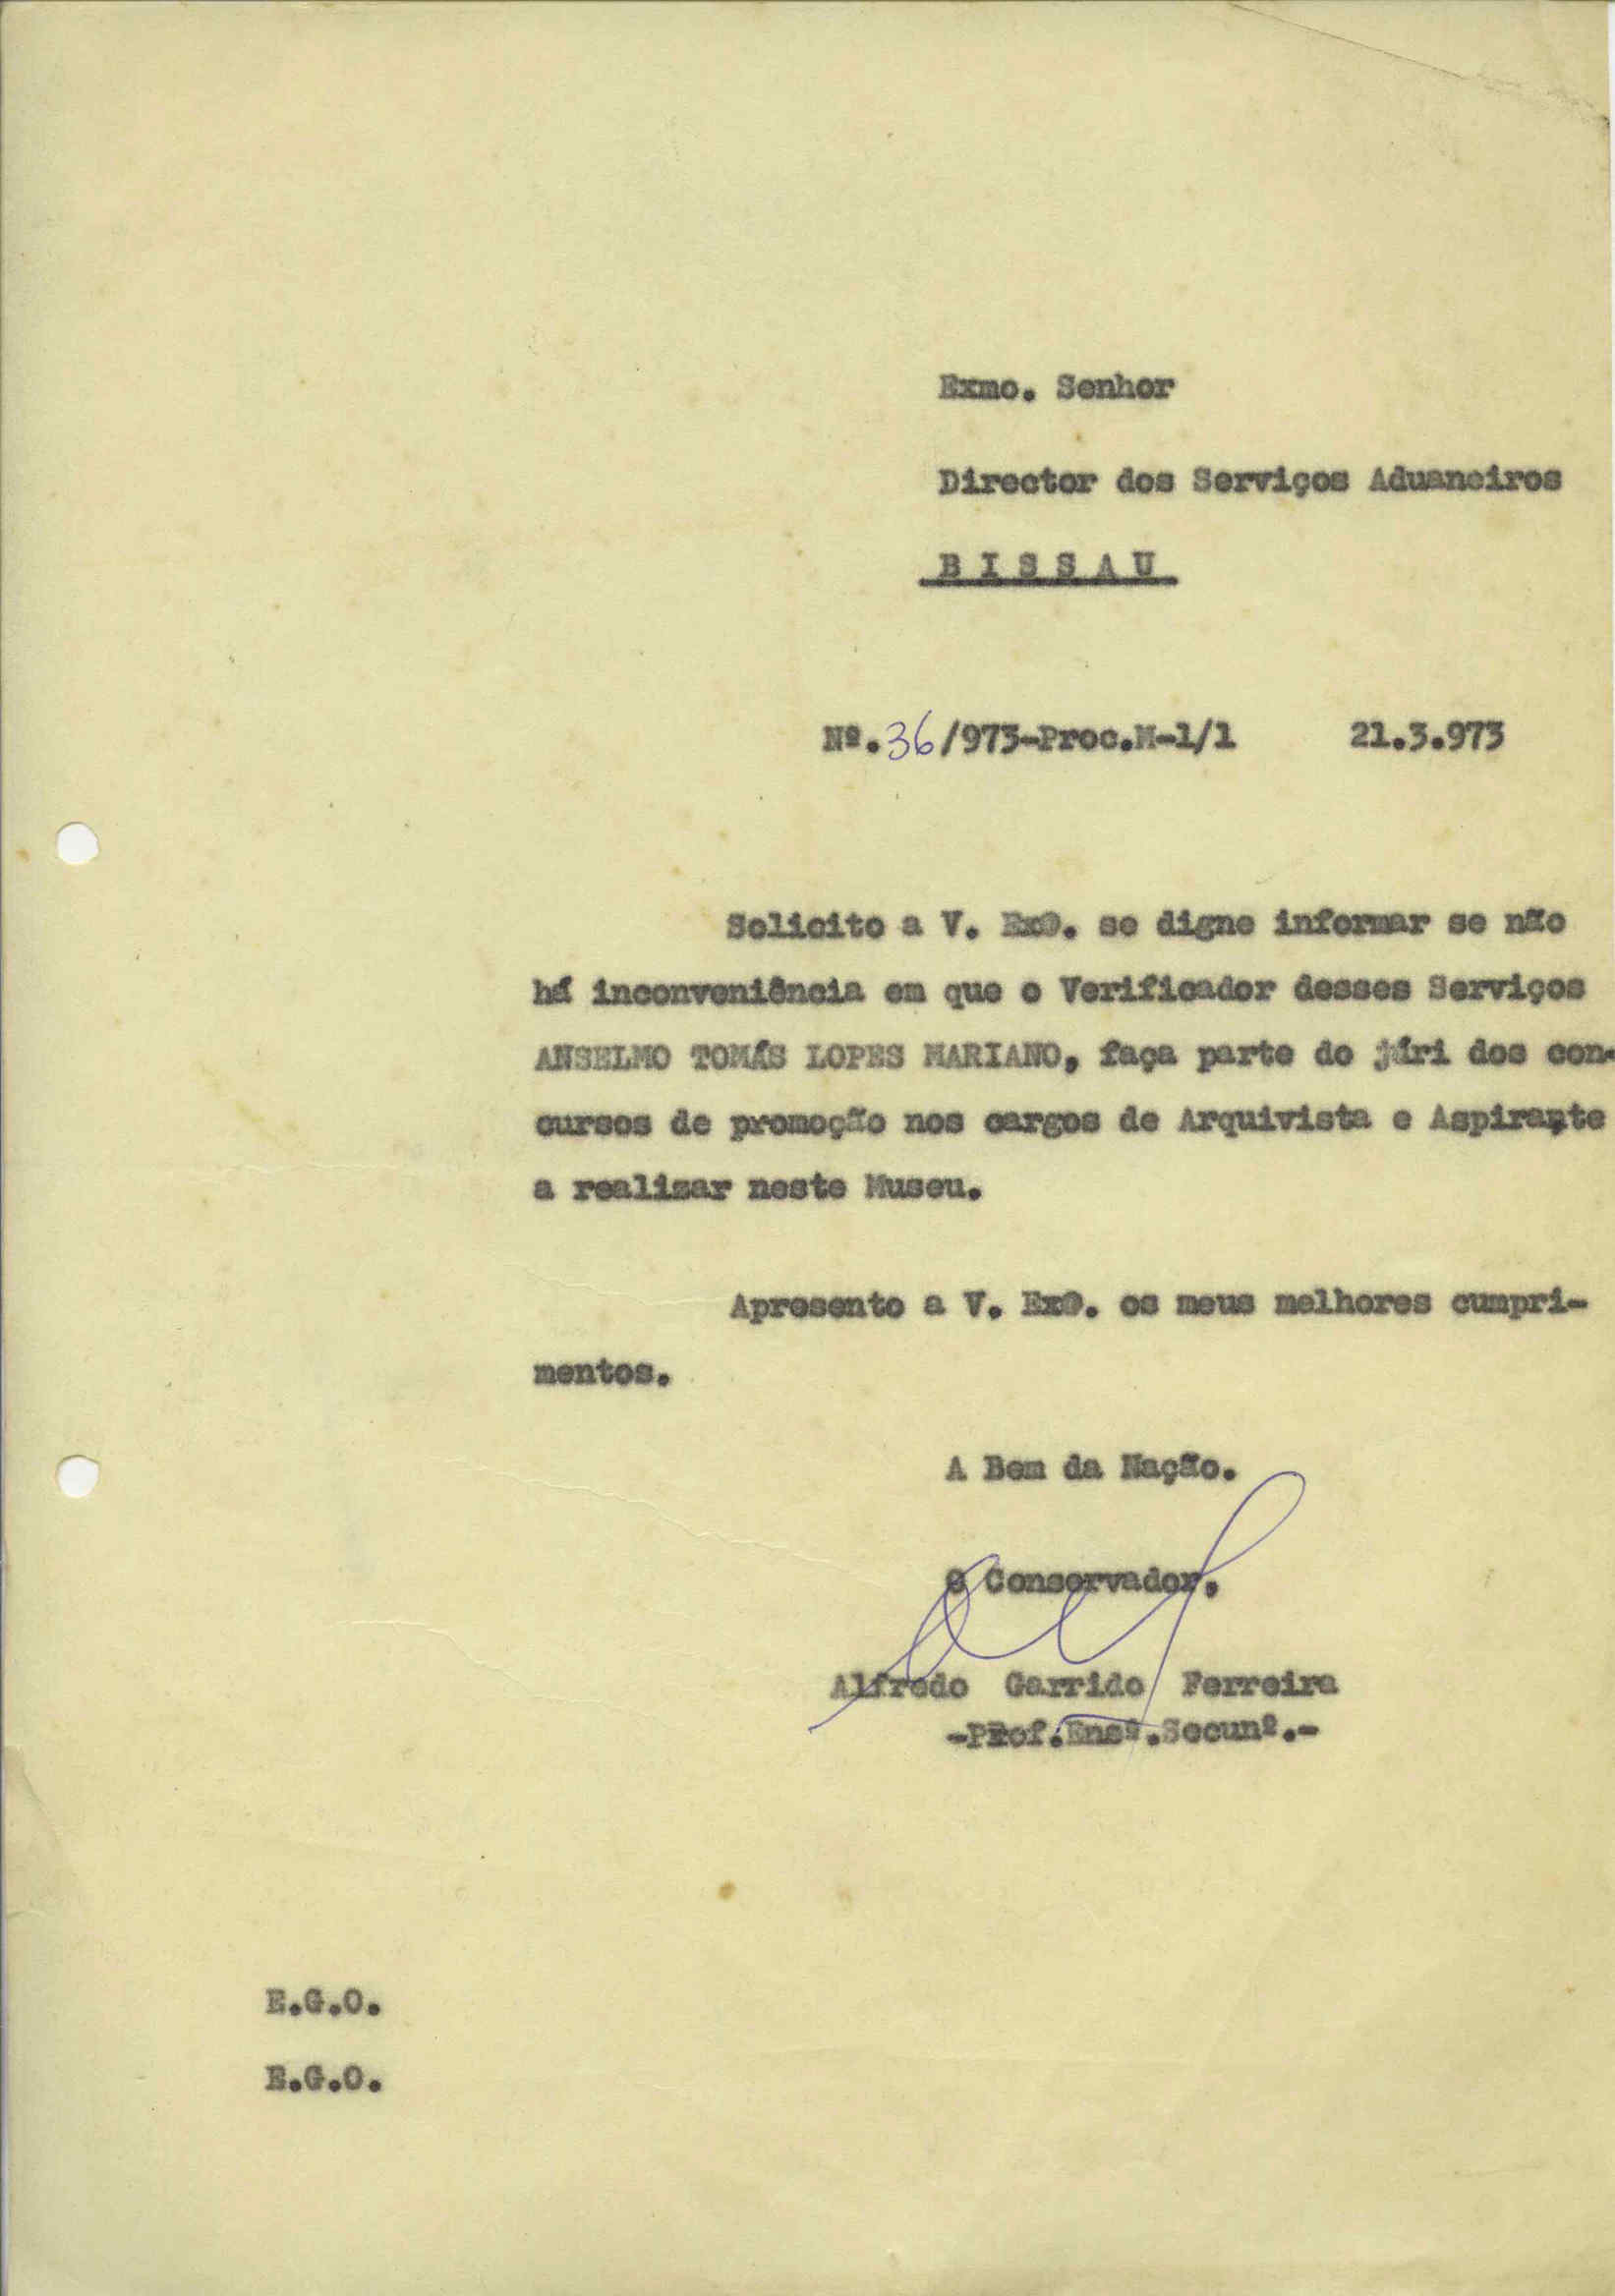 Exmo. Senhor
Director dos Serviços Aduaneiros
B I S S A U
Nº.36/973-Proc.M-1/1 21.3.973
Solicito a V. Exª. se digne informar se não
há inconveniência em que o Verificador desses Serviços
ANSELMO TOMÁS LOPES MARIANO, faça parte do júri dos con-
cursos de promoção nos cargos de Arquivista e Aspirante
a realizar neste Museu.
Apresento a V. Exª. os meus melhores cumpri-
mentos.
A Bem da Nação.
O Conservador,
Alfredo Garrido Ferreira
-Prof.Ensº.Secunº.-
E.G.O.
E.G.O.